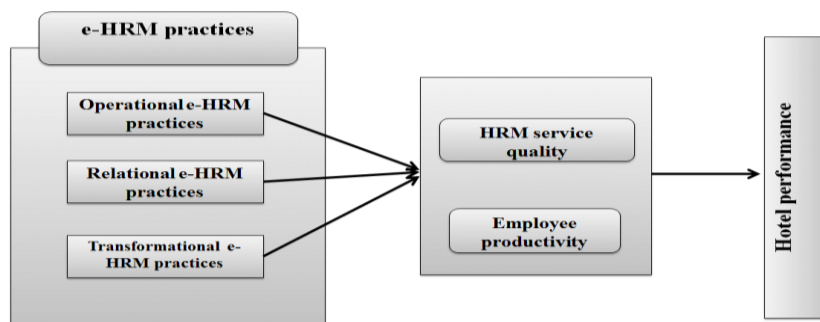 e-HRM practices
Operational e-HRM
practices
Relational e-HRM
practices
Transformational e-
HRM practices
HRM service
quality
Employee
productivity
Hotel performance